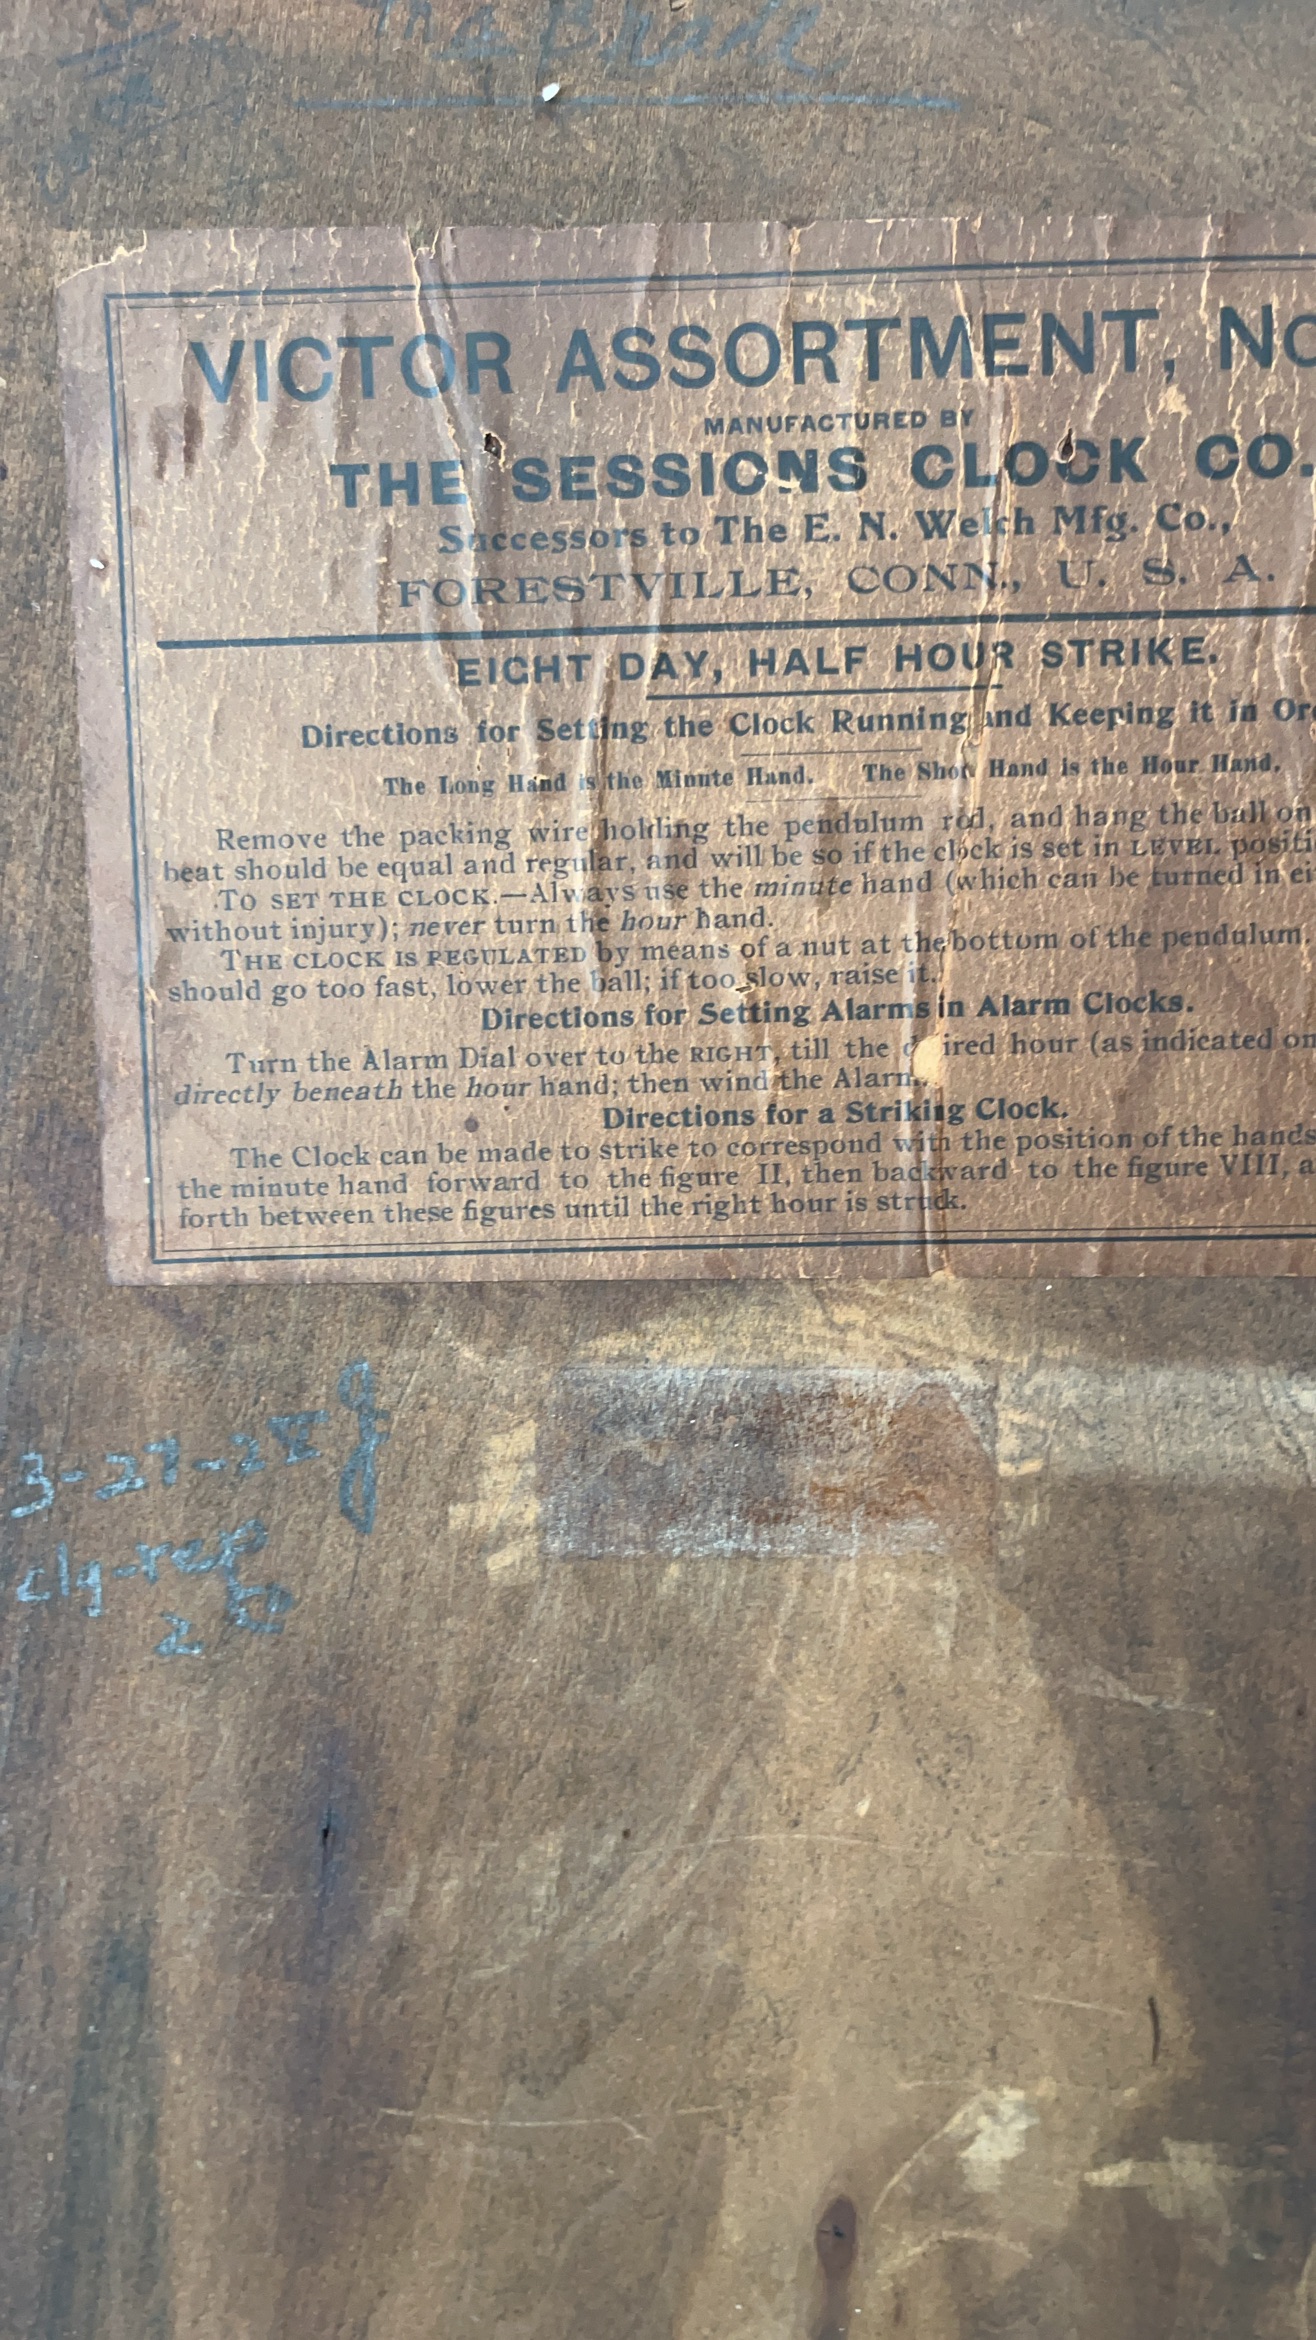 VICTOR ASSORTMENT, NO
MANUFACTURED BY
THE SESSIONS CLOCK CO.
Successors to The E. N. Welch Mfg. Co.,
FORESTVILLE, CONN., U. S. A.
EIGHT DAY, HALF HOUR STRIKE.
Directions for Setting the Clock Running and Keeping it in Or
The Long Hand is the Minute Hand. The Short Hand is the Hour Hand.
Remove the packing wire holding the pendulum rod, and hang the ball on
beat should be equal and regular, and will be so if the clock is set in LEVEL positi
TO SET THE CLOCK.—Always use the minute hand (which can be turned in ei
without injury); never turn the hour hand.
THE CLOCK IS REGULATED by means of a nut at the bottom of the pendulum.
should go too fast, lower the ball; if too slow, raise it.
Directions for Setting Alarms in Alarm Clocks.
Turn the Alarm Dial over to the RIGHT, till the desired hour (as indicated on
directly beneath the hour hand; then wind the Alarm.
Directions for a Striking Clock.
The Clock can be made to strike to correspond with the position of the hands
the minute hand forward to the figure II, then backward to the figure VIII, a
forth between these figures until the right hour is struck.
3-27-2
clg-rep
2